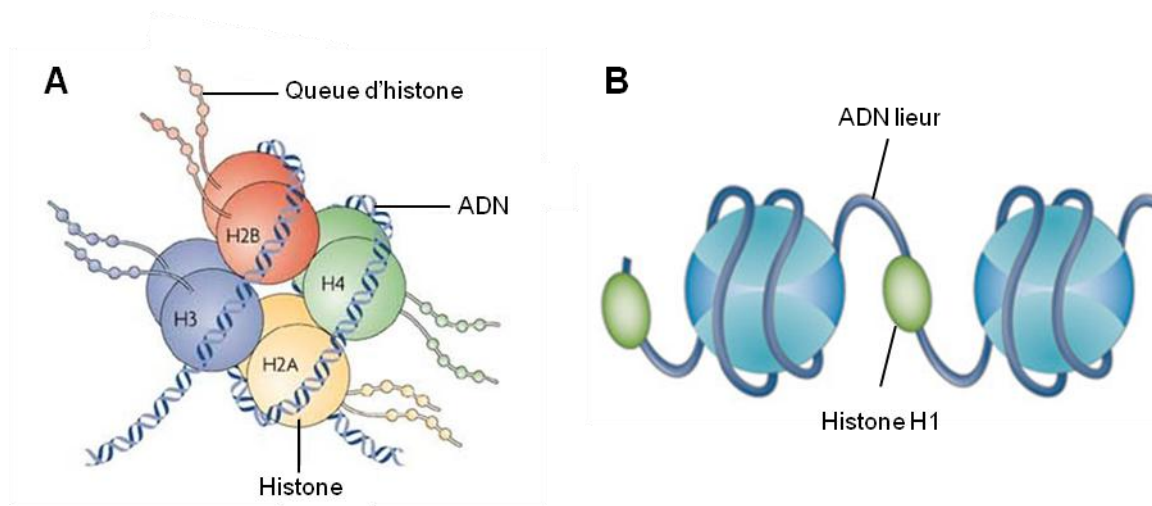 A
Queue d'histone
ADN
H2B
H4
H3
H2A
Histone
B
ADN lieur
Histone H1